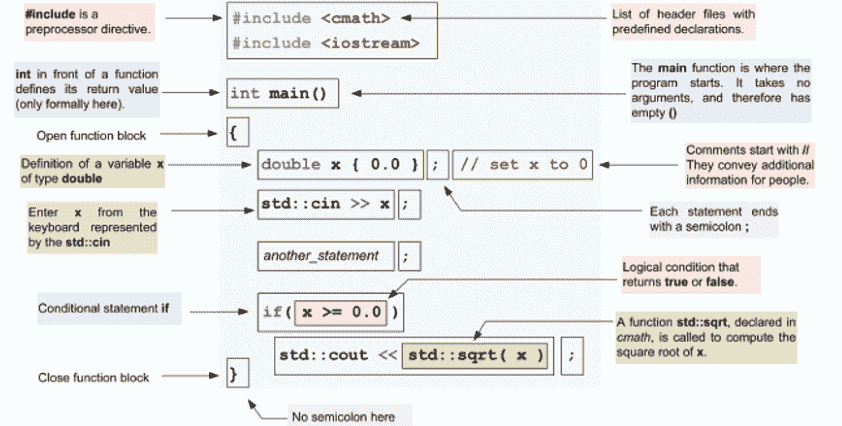 #include is a
preprocessor directive.
#include <cmath>
#include <iostream>
List of header files with
predefined declarations.
int in front of a function
defines its return value
(only formally here).
int main()
The main function is where the
program starts. It takes no
arguments, and therefore has
empty ()
Open function block
{
Definition of a variable x
of type double
double x { 0.0 } ; // set x to 0
Comments start with //
They convey additional
information for people.
Enter x from the
keyboard represented
by the std::cin
std::cin >> x ;
Each statement ends
with a semicolon ;
another_statement ;
Logical condition that
returns true or false.
Conditional statement if
if( x >= 0.0 )
A function std::sqrt, declared in
cmath, is called to compute the
square root of x.
std::cout << std::sqrt( x ) ;
Close function block
}
No semicolon here